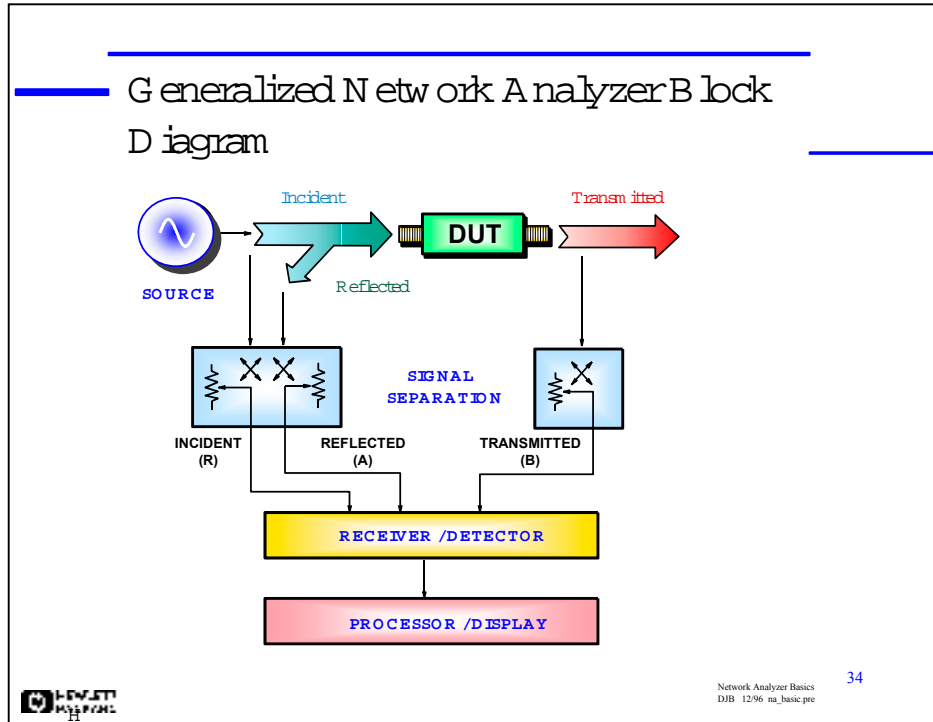 Generalized Network Analyzer Block
Diagram
Incident
Transmitted
DUT
Reflected
SOURCE
SIGNAL
SEPARATION
INCIDENT
(R)
REFLECTED
(A)
TRANSMITTED
(B)
RECEIVER /DETECTOR
PROCESSOR /DISPLAY
34
Network Analyzer Basics
DJB 12/96 na_basic.pre
H